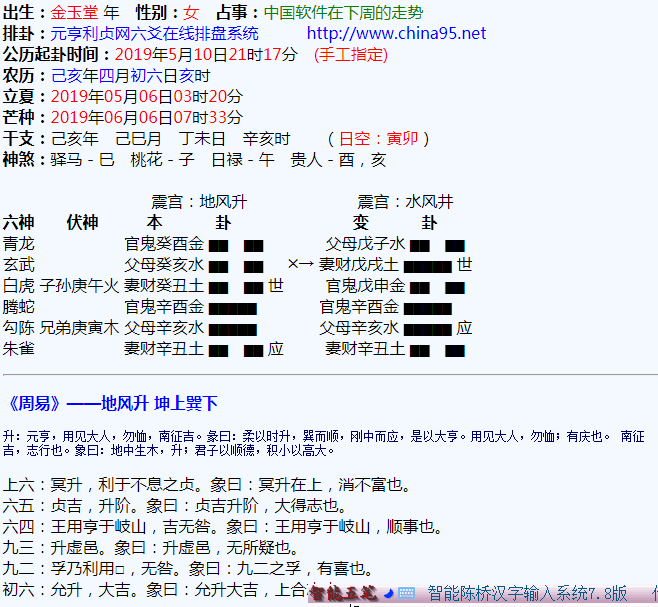 出生：金玉堂 年 性别：女 占事：中国软件在下周的走势
排卦：元亨利贞网六爻在线排盘系统 http://www.china95.net
公历起卦时间：2019年5月10日21时17分 (手工指定)
农历：己亥年四月初六日亥时
立夏：2019年05月06日03时20分
芒种：2019年06月06日07时33分
干支：己亥年 己巳月 丁未日 辛亥时 （日空：寅卯）
神煞：驿马－巳 桃花－子 日禄－午 贵人－酉，亥
震宫：地风升 震宫：水风井
六神 伏神 本 卦 变 卦
青龙 官鬼癸酉金 父母戊子水
玄武 父母癸亥水 ×→ 妻财戊戌土 世
白虎 子孙庚午火 妻财癸丑土 世 官鬼戊申金
腾蛇 官鬼辛酉金 官鬼辛酉金
勾陈 兄弟庚寅木 父母辛亥水 父母辛亥水 应
朱雀 妻财辛丑土 应 妻财辛丑土
《周易》——地风升 坤上巽下
升：元亨，用见大人，勿恤，南征吉。彖曰：柔以时升，巽而顺，刚中而应，是以大亨。用见大人，勿恤；有庆也。 南征
吉，志行也。象曰：地中生木，升；君子以顺德，积小以高大。
上六：冥升，利于不息之贞。象曰：冥升在上，消不富也。
六五：贞吉，升阶。象曰：贞吉升阶，大得志也。
六四：王用亨于岐山，吉无咎。象曰：王用亨于岐山，顺事也。
九三：升虚邑。象曰：升虚邑，无所疑也。
九二：孚乃利用□，无咎。象曰：九二之孚，有喜也。
初六：允升，大吉。象曰：允升大吉，上合
智能五笔 智能陈桥汉字输入系统7.8版